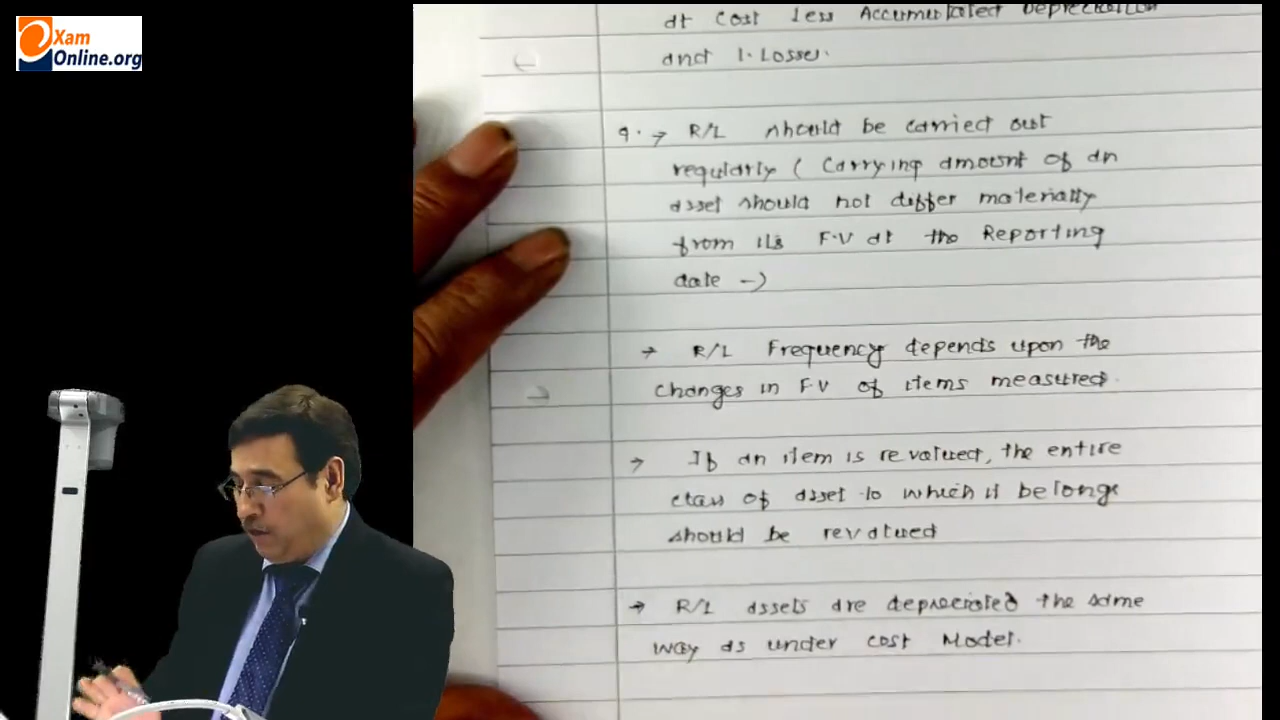 Xam
Online.org
at cost less Accumulated Depreciation
and I. Losses.
9. → R/L should be carried out
regularly ( Carrying amount of an
asset should not differ materially
from its F.V at the Reporting
date -)
→ R/L Frequency depends upon the
changes in F.V of items measured.
→ If an item is revalued, the entire
class of asset to which it belongs
should be revalued
→ R/L assets are depreciated the same
way as under cost Model.